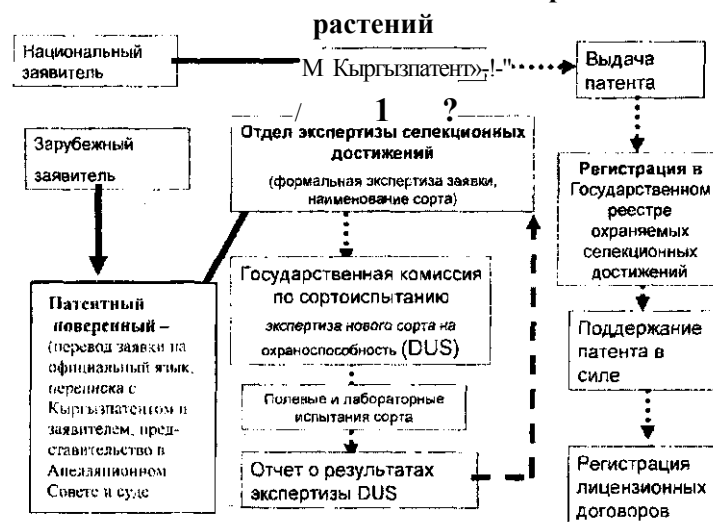 растений
Национальный
заявитель
М Кыргызпатент»,!-"
Выдача
патента
/ 1 ?
Зарубежный
заявитель
Отдел экспертизы селекционных
достижений
(формальная экспертиза заявки,
наименование сорта)
Регистрация в
Государственном
реестре
охраняемых
селекционных
достижений
Патентный
поверенный –
(перевод заявки на
официальный язык,
переписка с
Кыргызпатентом и
заявителем, пред-
ставительство в
Апелляционном
Совете и суде
Государственная комиссия
по сортоиспытанию
экспертиза нового сорта на
охраноспособность (DUS)
Полевые и лабораторные
испытания сорта
Отчет о результатах
экспертизы DUS
Поддержание
патента в
силе
Регистрация
лицензионных
договоров